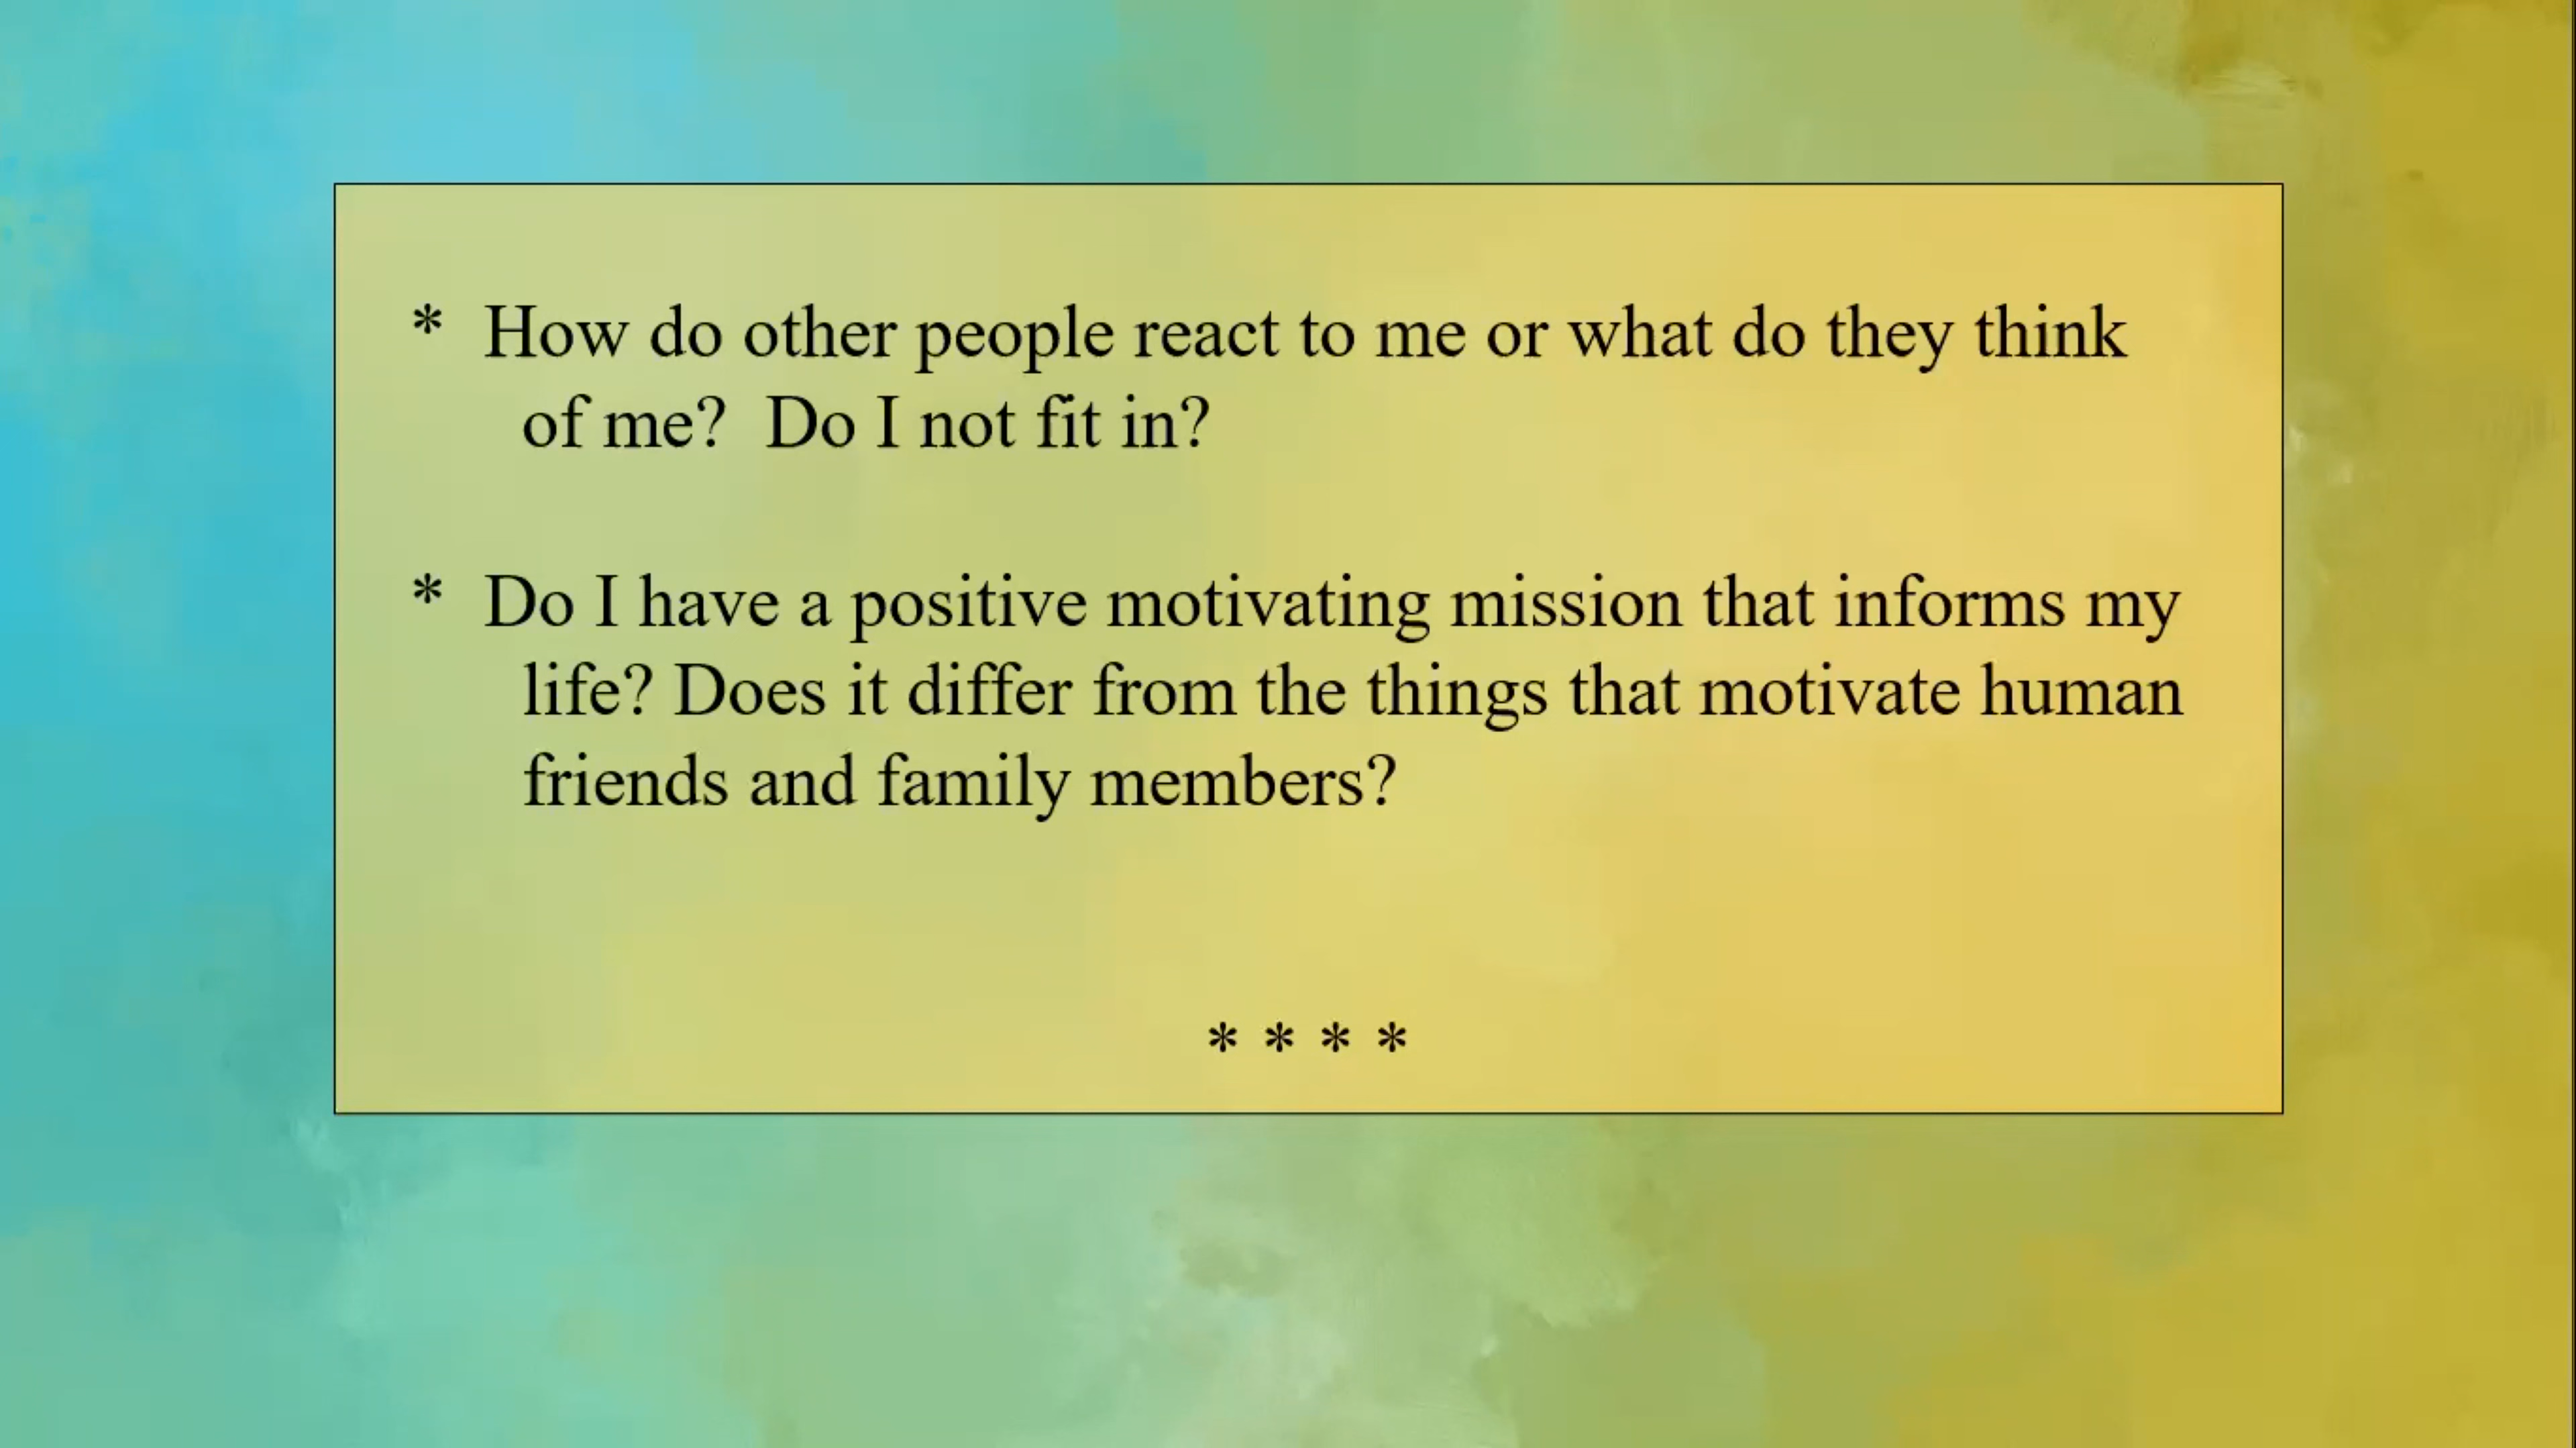 * How do other people react to me or what do they think
of me? Do I not fit in?
* Do I have a positive motivating mission that informs my
life? Does it differ from the things that motivate human
friends and family members?
* * * *